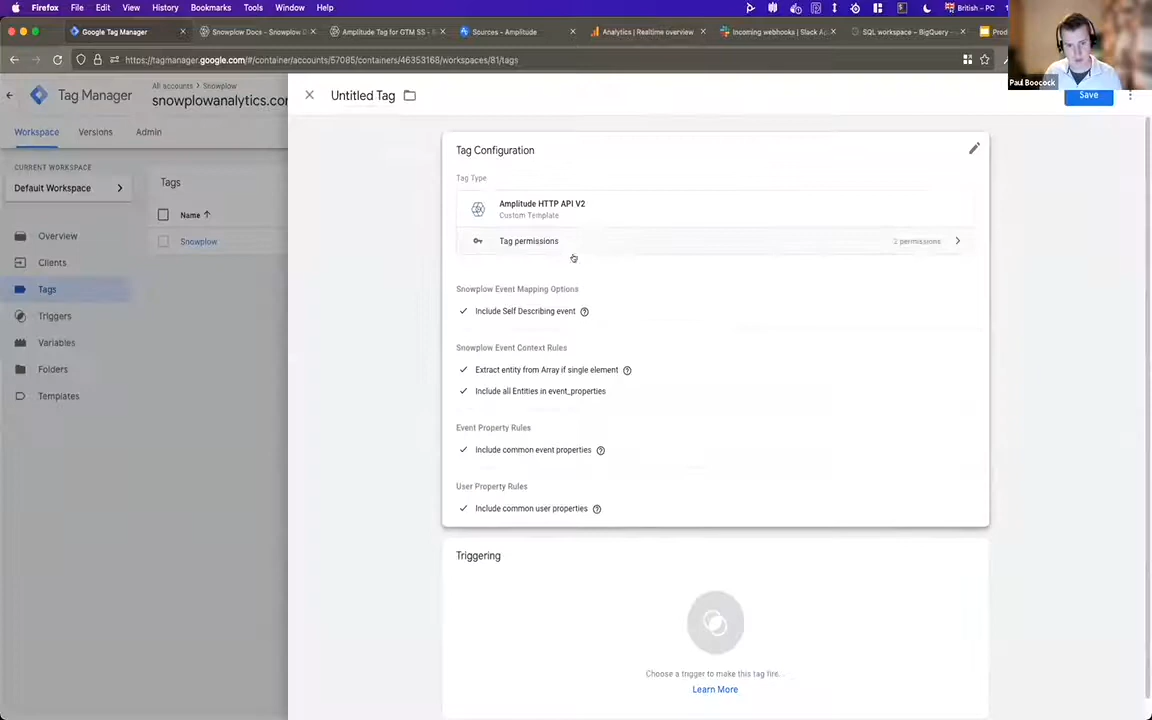 Firefox File Edit View History Bookmarks Tools Window Help British – PC
Google Tag Manager
Snowplow Docs – Snowplow D
Amplitude Tag for GTM SS –
Sources – Amplitude
Analytics | Realtime overview
Incoming webhooks | Slack A
SQL workspace – BigQuery –
Prod
https://tagmanager.google.com/#/container/accounts/57085/containers/46353168/workspaces/81/tags
Paul Boocock
Tag Manager
All accounts > Snowplow
snowplowanalytics.co
Untitled Tag
Save
Workspace Versions Admin
CURRENT WORKSPACE
Default Workspace
Overview
Clients
Tags
Triggers
Variables
Folders
Templates
Tags
Name
Snowplow
Tag Configuration
Tag Type
Amplitude HTTP API V2
Custom Template
Tag permissions 2 permissions
Snowplow Event Mapping Options
Include Self Describing event
Snowplow Event Context Rules
Extract entity from Array if single element
Include all Entities in event_properties
Event Property Rules
Include common event properties
User Property Rules
Include common user properties
Triggering
Choose a trigger to make this tag fire...
Learn More